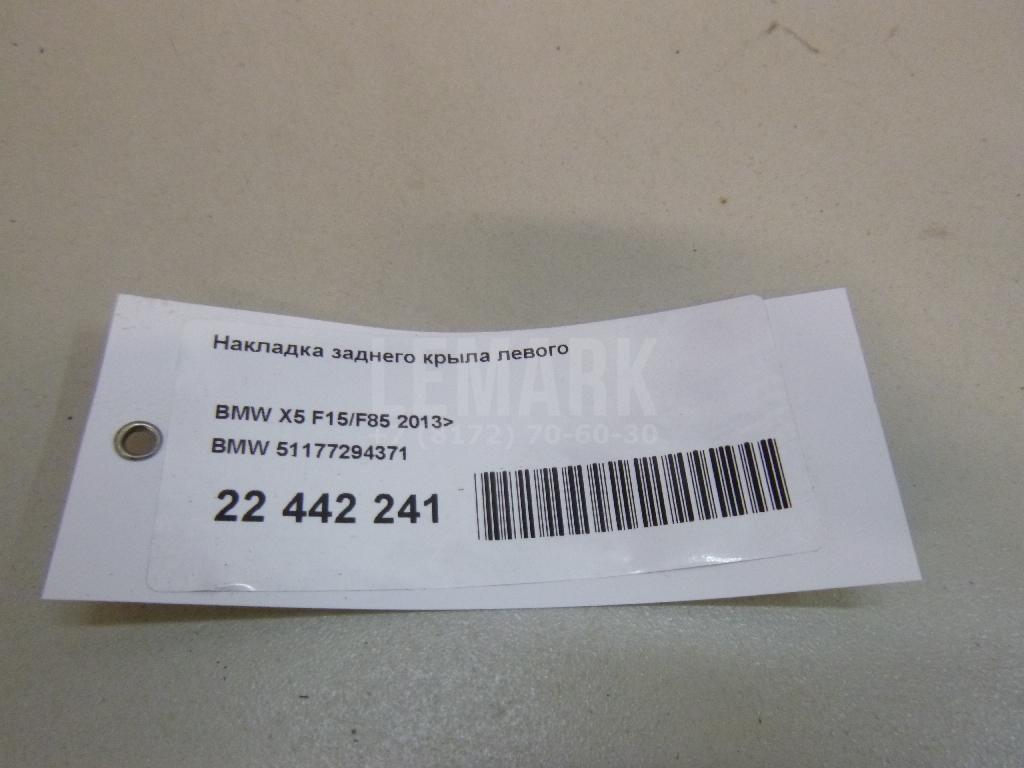 Накладка заднего крыла левого
LEMARK
BMW X5 F15/F85 2013>
(8172) 70-60-30
BMW 51177294371
22 442 241